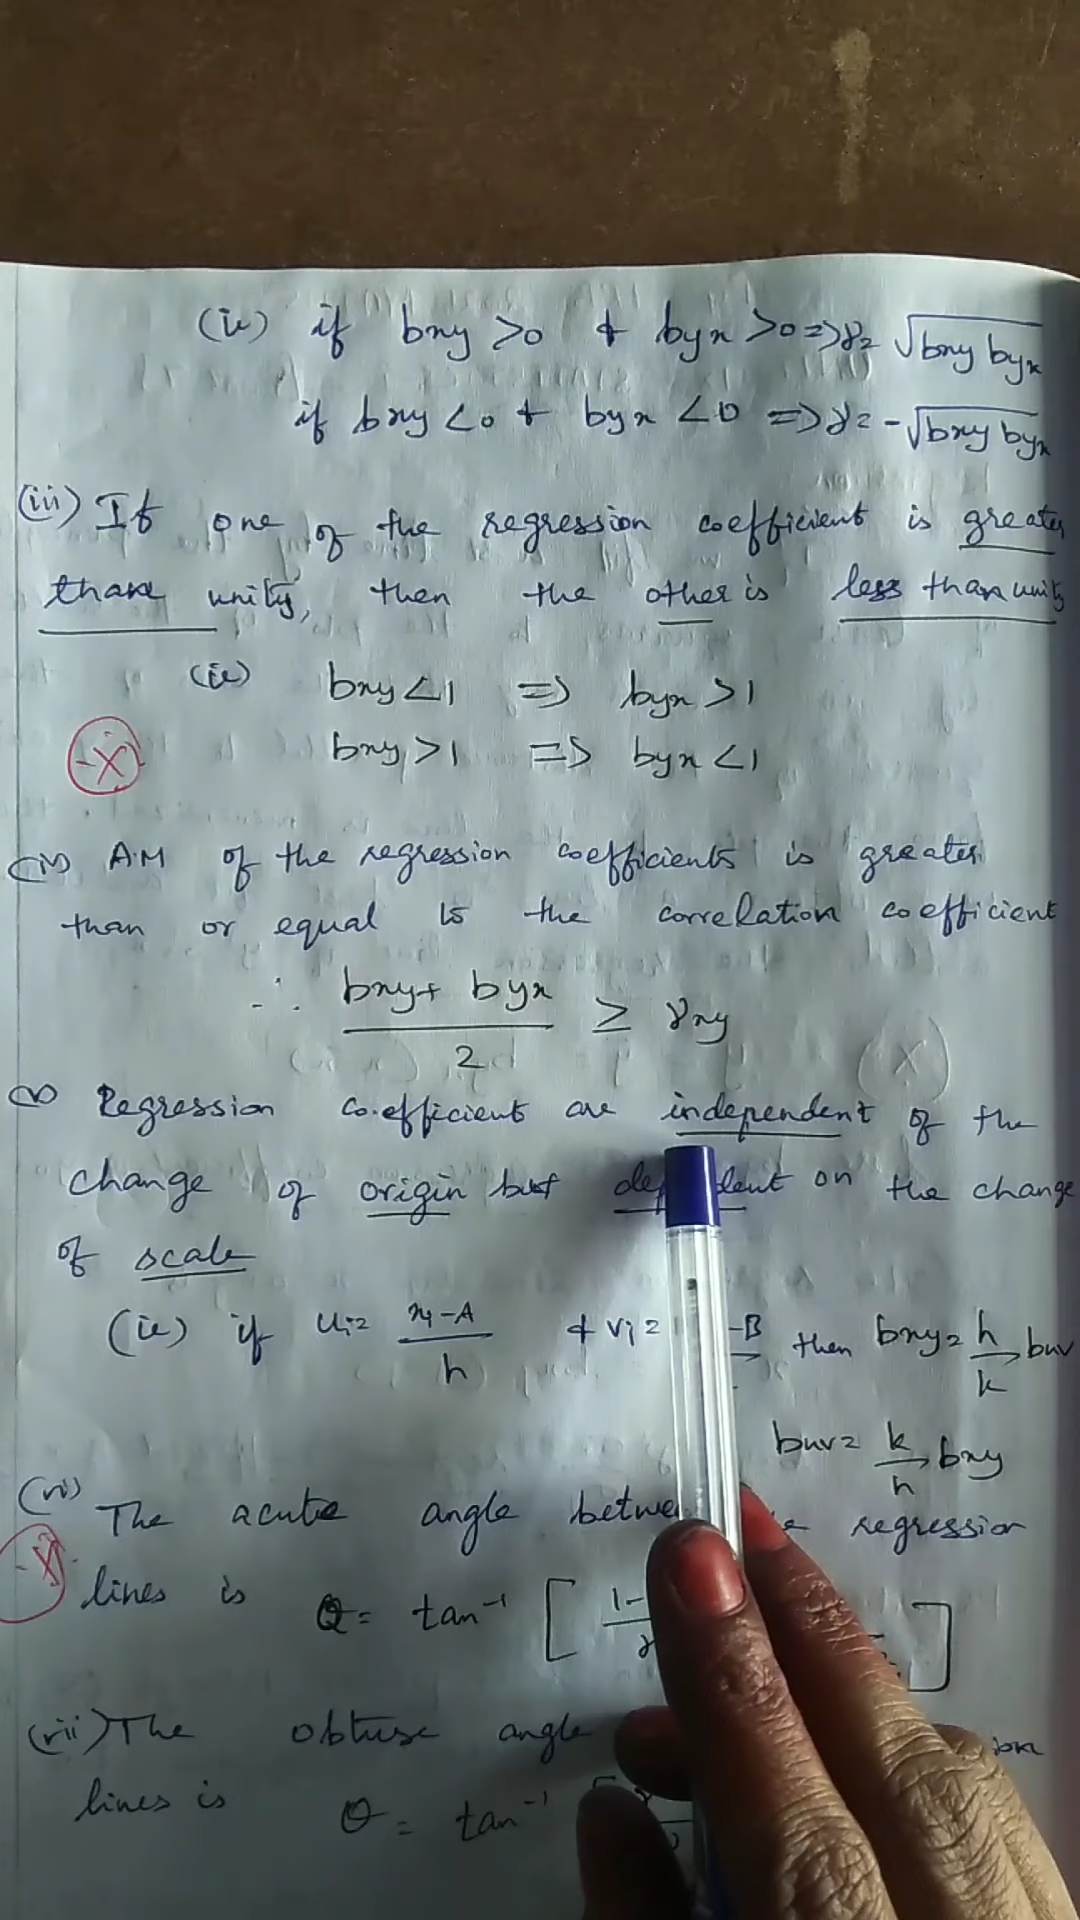 (ie) if bxy >0 & byx >0 => γ= √bxy byx
if bxy <0 & byx <0 => γ= -√bxy byx
(iii) If one of the regression coefficient is greater
than unity, then the other is less than unity
(ie) bxy <1 => byx >1
-X
bxy >1 => byx <1
(iv) A.M of the regression coefficients is greater
than or equal to the correlation coefficient
∴ bxy + byx / 2 ≥ γxy
(X)
(v) Regression co.efficient are independent of the
change of origin but dependent on the change
of scale
(ie) if ui= xi-A / h & vi= -B then bxy= h/k buv
buv= k/h bxy
(vi) The acute angle regression
-X
lines is θ= tan⁻¹ [ 1- ]
(vii) The obtuse angle
lines is θ = tan⁻¹ [